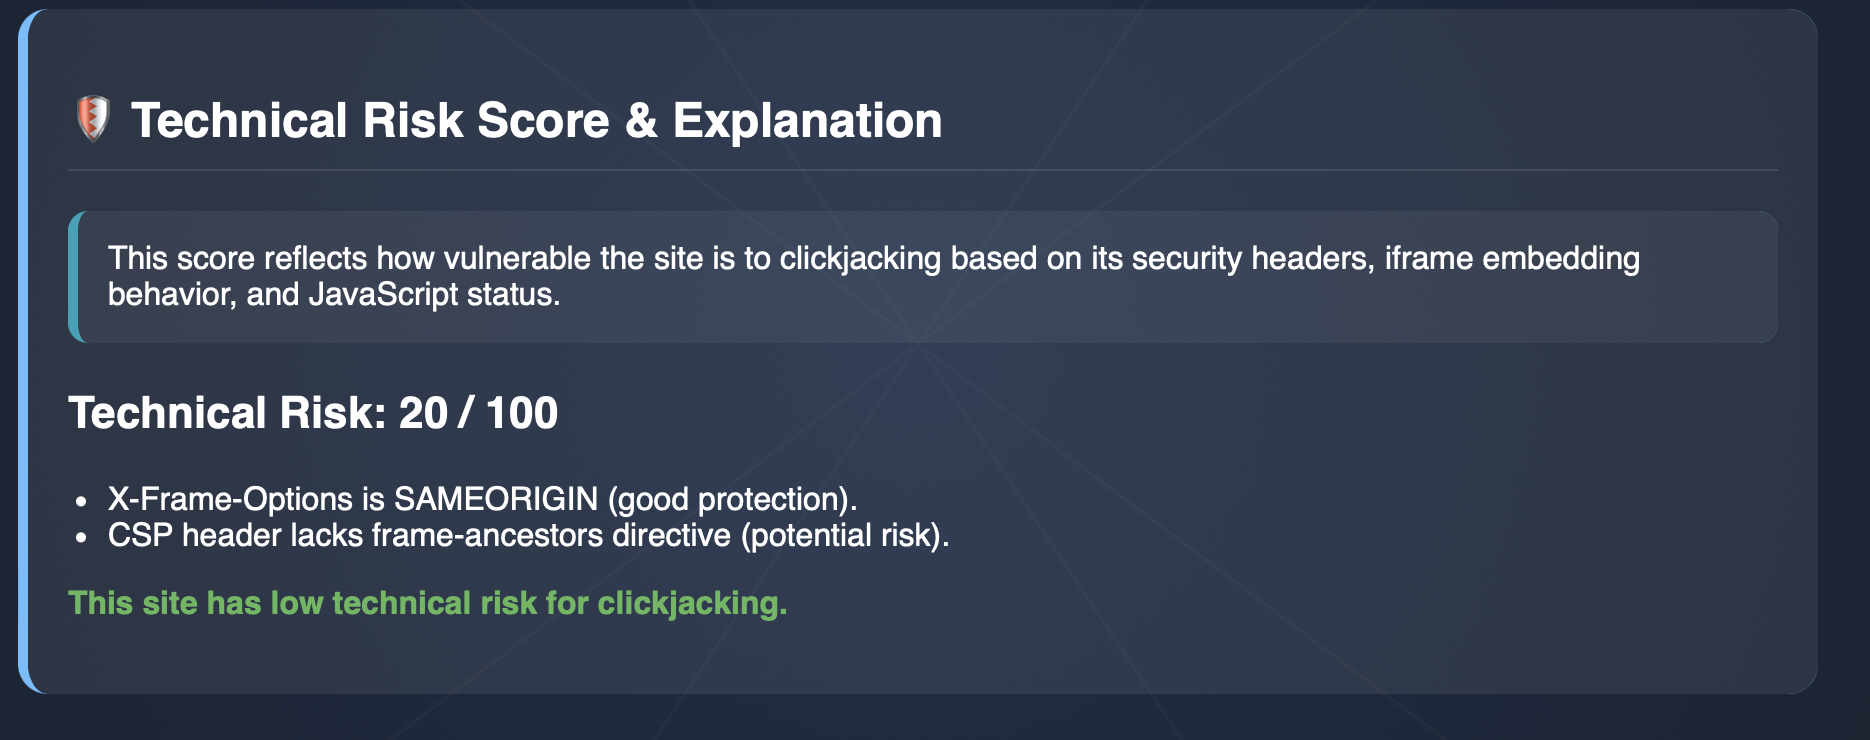 Technical Risk Score & Explanation
This score reflects how vulnerable the site is to clickjacking based on its security headers, iframe embedding
behavior, and JavaScript status.
Technical Risk: 20 / 100
• X-Frame-Options is SAMEORIGIN (good protection).
• CSP header lacks frame-ancestors directive (potential risk).
This site has low technical risk for clickjacking.